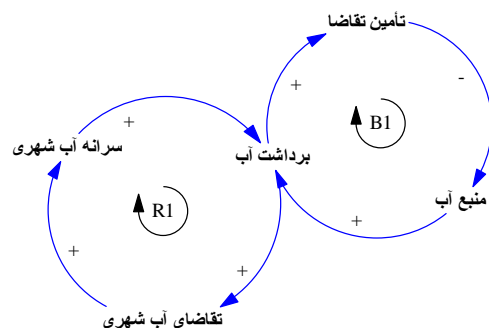 تأمین تقاضا
+
-
B1
+
سرانه آب شهری
برداشت آب
منبع آب
R1
+
+
+
تقاضای آب شهری